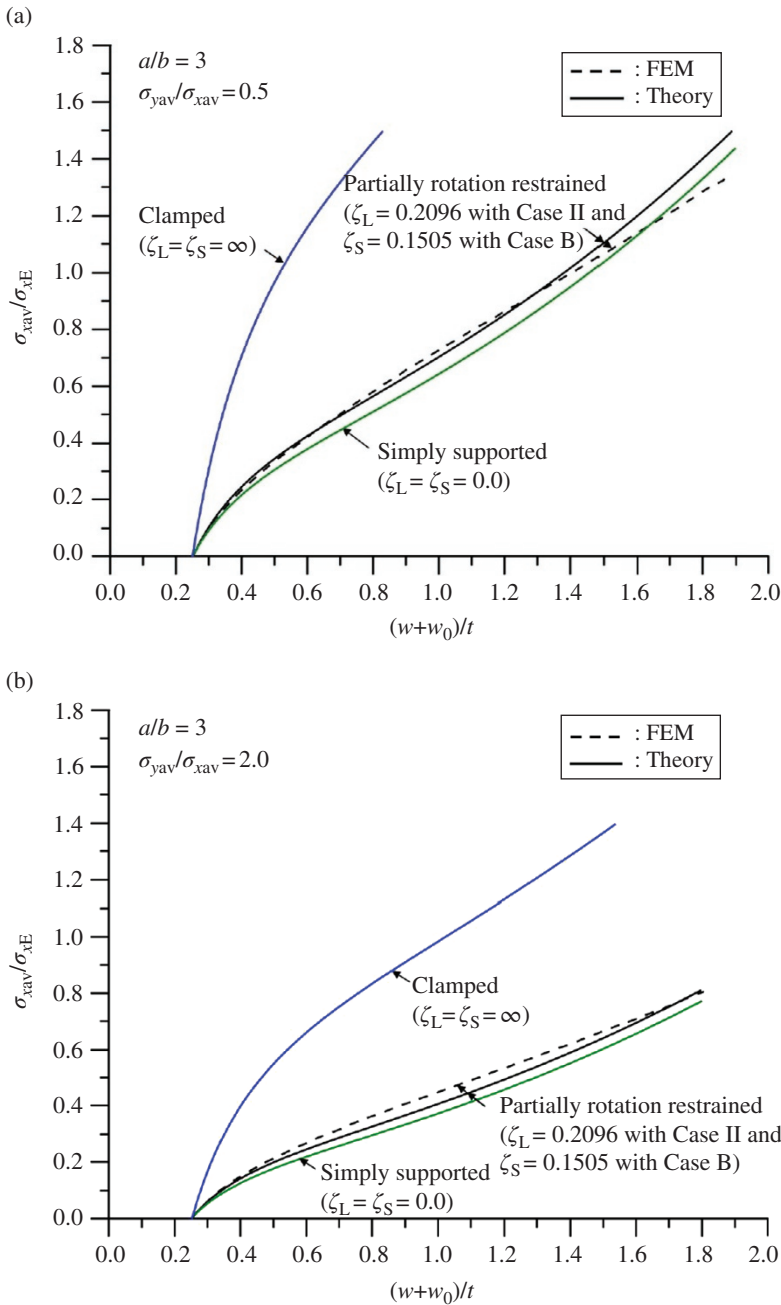 (a)
1.8
1.6
1.4
1.2
1.0
0.8
0.6
0.4
0.2
0.0
σxav/σxE
a/b = 3
σyav/σxav = 0.5
: FEM
: Theory
Clamped
(ζL = ζS = ∞)
Partially rotation restrained
(ζL = 0.2096 with Case II and
ζS = 0.1505 with Case B)
Simply supported
(ζL = ζS = 0.0)
0.0 0.2 0.4 0.6 0.8 1.0 1.2 1.4 1.6 1.8 2.0
(w+w0)/t
(b)
1.8
1.6
1.4
1.2
1.0
0.8
0.6
0.4
0.2
0.0
σxav/σxE
a/b = 3
σyav/σxav = 2.0
: FEM
: Theory
Clamped
(ζL = ζS = ∞)
Partially rotation restrained
(ζL = 0.2096 with Case II and
ζS = 0.1505 with Case B)
Simply supported
(ζL = ζS = 0.0)
0.0 0.2 0.4 0.6 0.8 1.0 1.2 1.4 1.6 1.8 2.0
(w+w0)/t